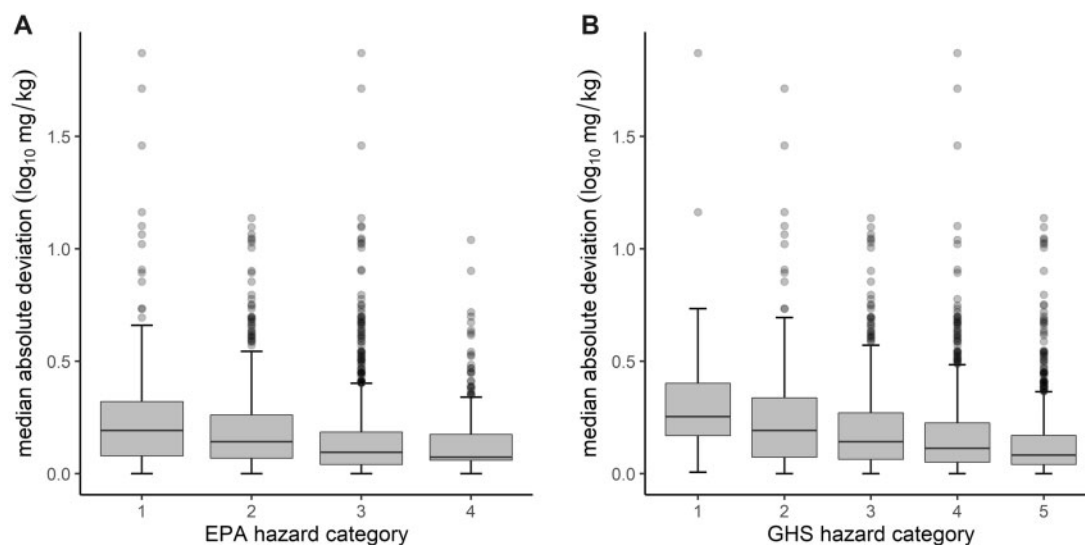 A
median absolute deviation (log10 mg/kg)
1.5
1.0
0.5
0.0
1 2 3 4
EPA hazard category
B
median absolute deviation (log10 mg/kg)
1.5
1.0
0.5
0.0
1 2 3 4 5
GHS hazard category